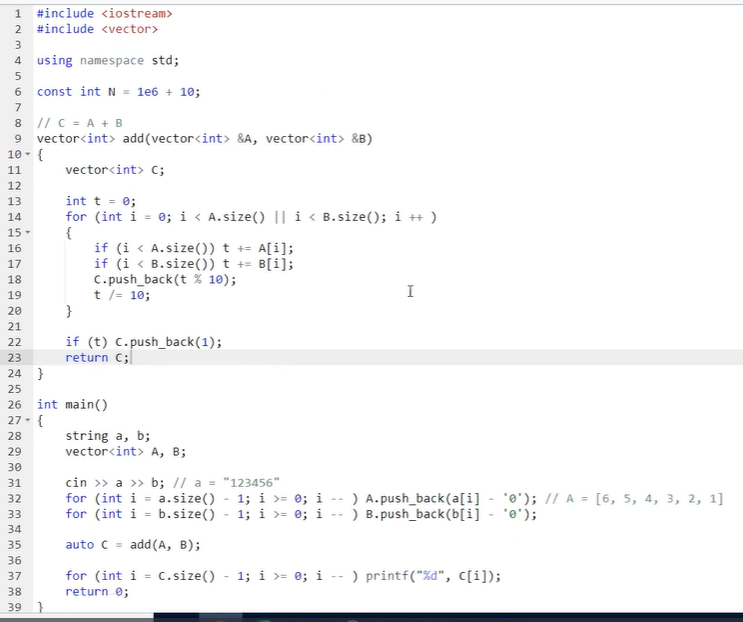 1 #include <iostream>
2 #include <vector>
3
4 using namespace std;
5
6 const int N = 1e6 + 10;
7
8 // C = A + B
9 vector<int> add(vector<int> &A, vector<int> &B)
10 {
11     vector<int> C;
12
13     int t = 0;
14     for (int i = 0; i < A.size() || i < B.size(); i ++ )
15     {
16         if (i < A.size()) t += A[i];
17         if (i < B.size()) t += B[i];
18         C.push_back(t % 10);
19         t /= 10;
20     }
21
22     if (t) C.push_back(1);
23     return C;
24 }
25
26 int main()
27 {
28     string a, b;
29     vector<int> A, B;
30
31     cin >> a >> b; // a = "123456"
32     for (int i = a.size() - 1; i >= 0; i -- ) A.push_back(a[i] - '0'); // A = [6, 5, 4, 3, 2, 1]
33     for (int i = b.size() - 1; i >= 0; i -- ) B.push_back(b[i] - '0');
34
35     auto C = add(A, B);
36
37     for (int i = C.size() - 1; i >= 0; i -- ) printf("%d", C[i]);
38     return 0;
39 }